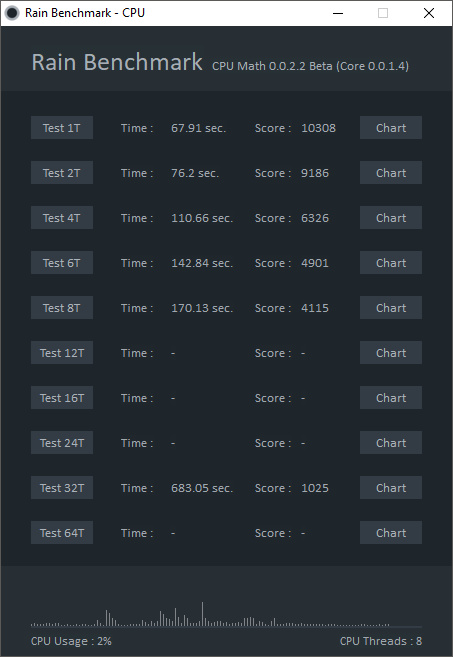 Rain Benchmark - CPU
Rain Benchmark CPU Math 0.0.2.2 Beta (Core 0.0.1.4)
Test 1T Time : 67.91 sec. Score : 10308 Chart
Test 2T Time : 76.2 sec. Score : 9186 Chart
Test 4T Time : 110.66 sec. Score : 6326 Chart
Test 6T Time : 142.84 sec. Score : 4901 Chart
Test 8T Time : 170.13 sec. Score : 4115 Chart
Test 12T Time : - Score : - Chart
Test 16T Time : - Score : - Chart
Test 24T Time : - Score : - Chart
Test 32T Time : 683.05 sec. Score : 1025 Chart
Test 64T Time : - Score : - Chart
CPU Usage : 2% CPU Threads : 8